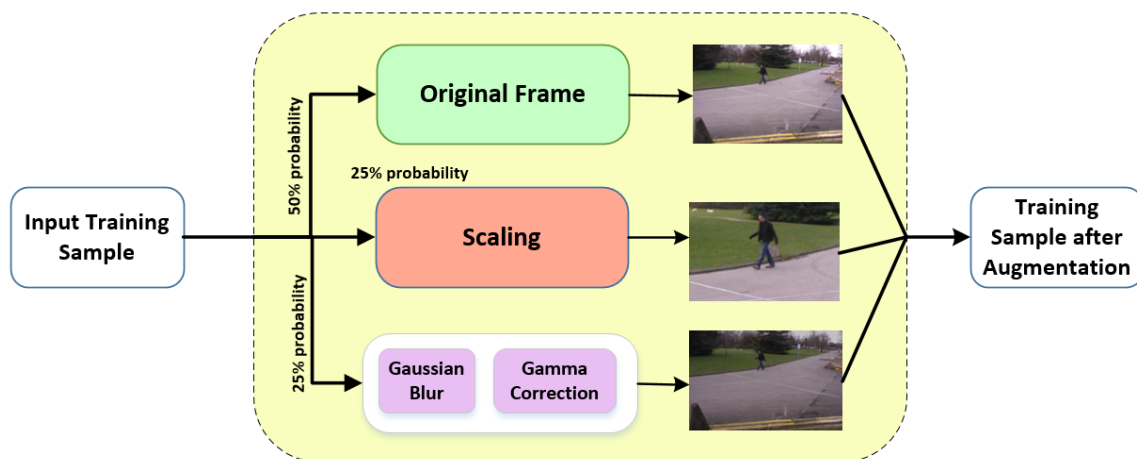 Input Training
Sample
50% probability
Original Frame
25% probability
Scaling
25% probability
Gaussian
Blur
Gamma
Correction
Training
Sample after
Augmentation